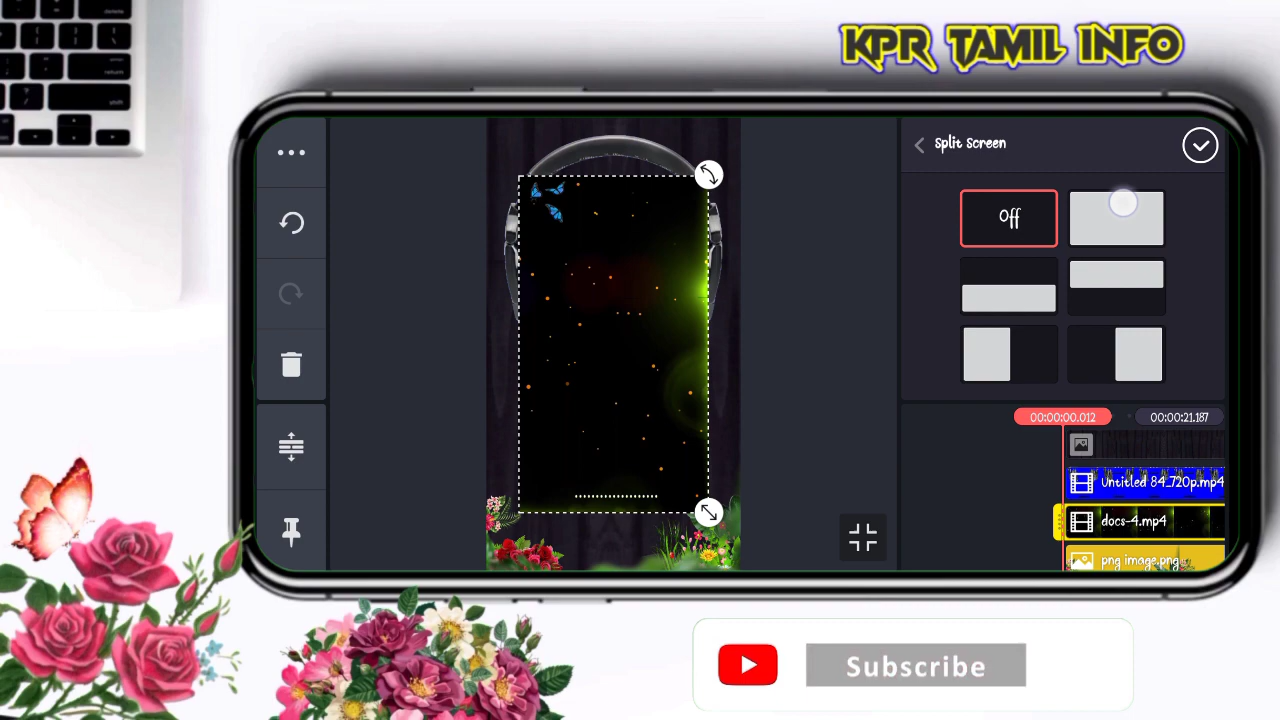 KPR TAMIL INFO
Split Screen
Off
00:00:00.012
00:00:21.187
Untitled 84_720p.mp4
docs-4.mp4
png image.png
Subscribe